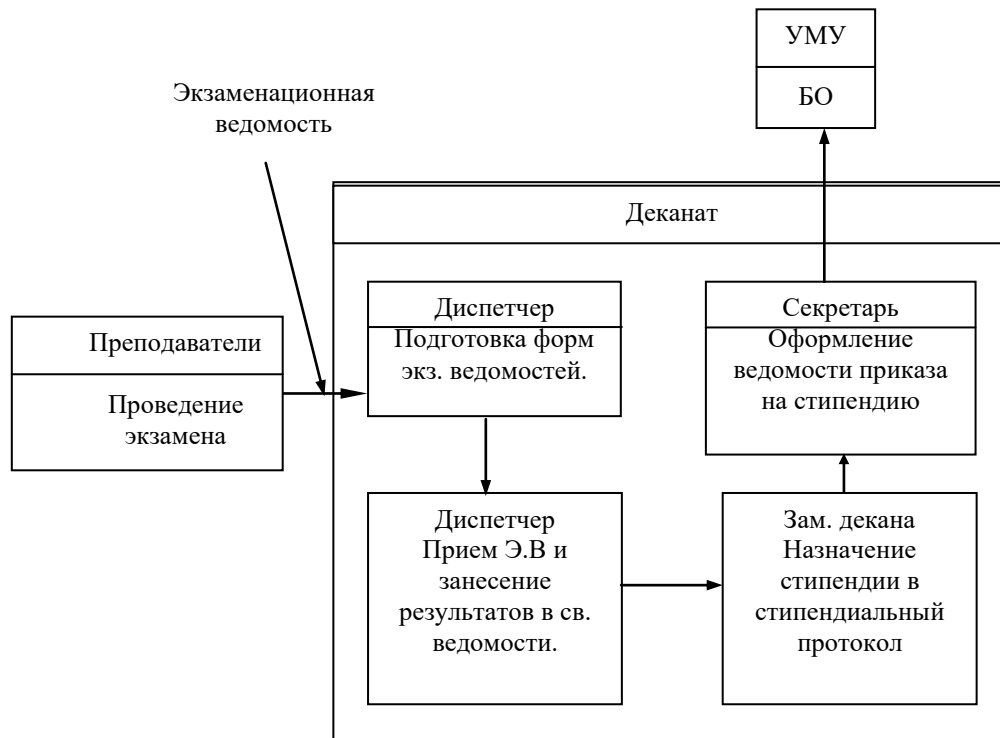 УМУ
БО
Экзаменационная
ведомость
Деканат
Преподаватели
Проведение
экзамена
Диспетчер
Подготовка форм
экз. ведомостей.
Секретарь
Оформление
ведомости приказа
на стипендию
Диспетчер
Прием Э.В и
занесение
результатов в св.
ведомости.
Зам. декана
Назначение
стипендии в
стипендиальный
протокол